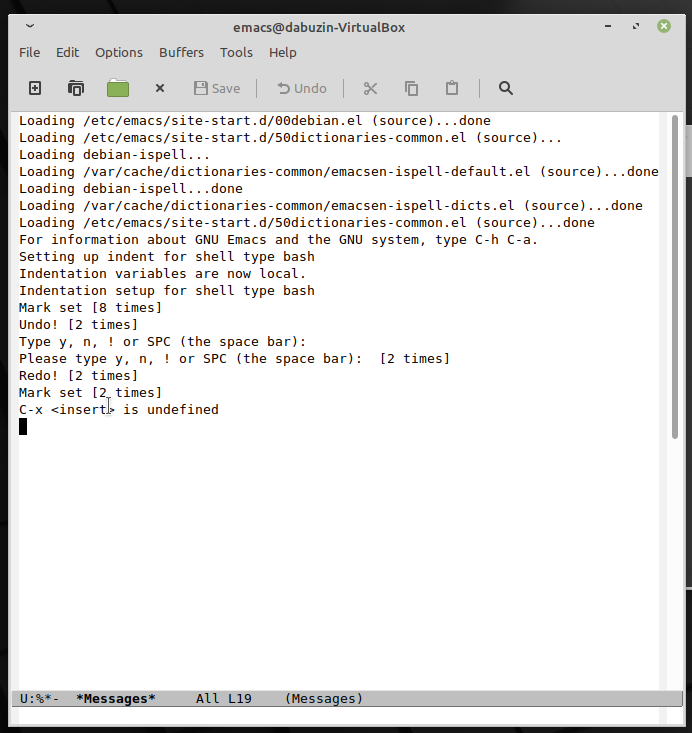 emacs@dabuzin-VirtualBox
File Edit Options Buffers Tools Help
Save Undo
Loading /etc/emacs/site-start.d/00debian.el (source)...done
Loading /etc/emacs/site-start.d/50dictionaries-common.el (source)...
Loading debian-ispell...
Loading /var/cache/dictionaries-common/emacsen-ispell-default.el (source)...done
Loading debian-ispell...done
Loading /var/cache/dictionaries-common/emacsen-ispell-dicts.el (source)...done
Loading /etc/emacs/site-start.d/50dictionaries-common.el (source)...done
For information about GNU Emacs and the GNU system, type C-h C-a.
Setting up indent for shell type bash
Indentation variables are now local.
Indentation setup for shell type bash
Mark set [8 times]
Undo! [2 times]
Type y, n, ! or SPC (the space bar):
Please type y, n, ! or SPC (the space bar):  [2 times]
Redo! [2 times]
Mark set [2 times]
C-x <insert> is undefined
U:%*-  *Messages*     All L19    (Messages)